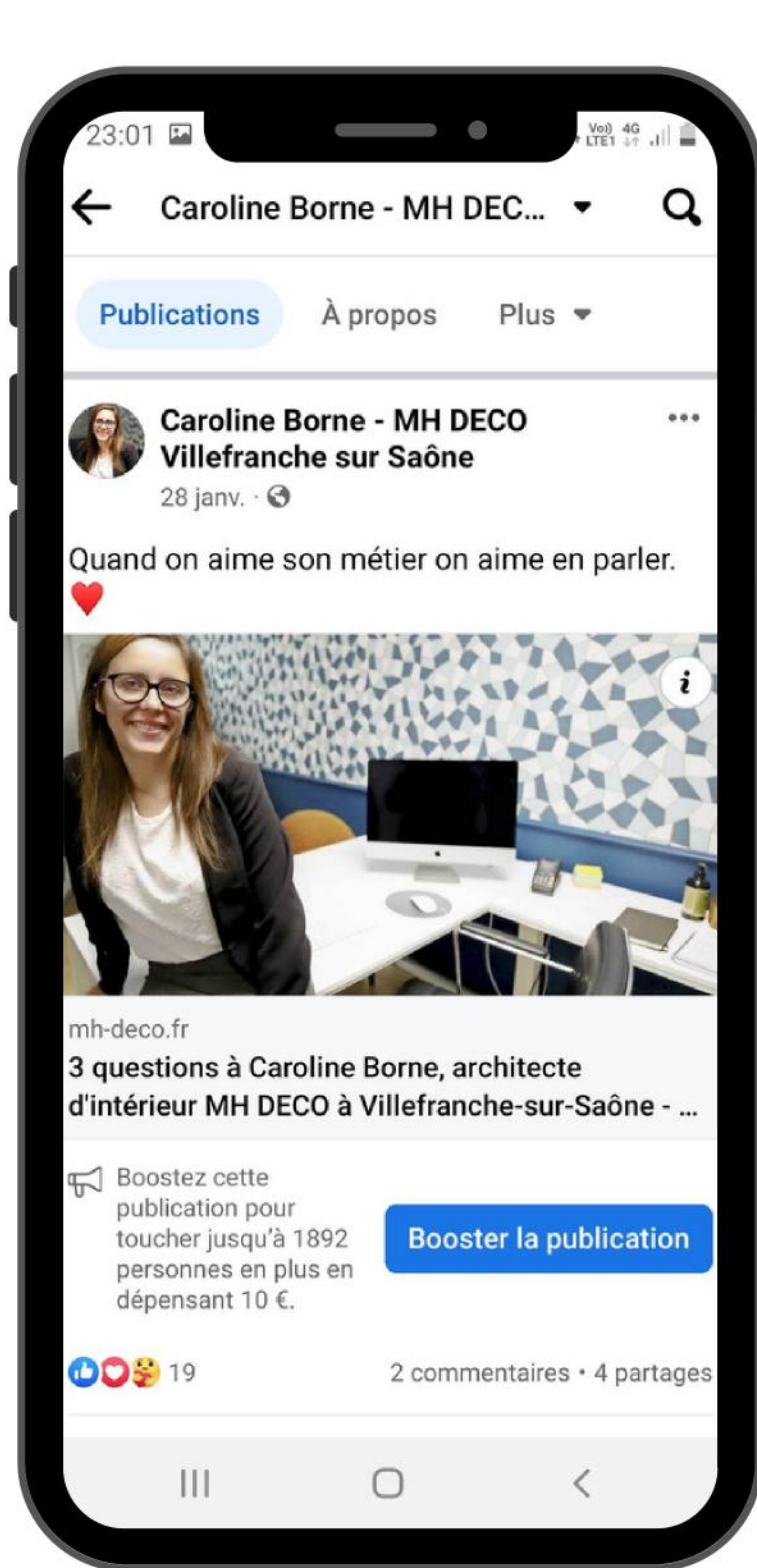 23:01
Vo)) 4G
LTE1
Caroline Borne - MH DEC...
Publications
À propos
Plus
Caroline Borne - MH DECO
Villefranche sur Saône
28 janv. ·
Quand on aime son métier on aime en parler.
i
mh-deco.fr
3 questions à Caroline Borne, architecte
d'intérieur MH DECO à Villefranche-sur-Saône - ...
Boostez cette
publication pour
toucher jusqu'à 1892
personnes en plus en
dépensant 10 €.
Booster la publication
19
2 commentaires • 4 partages